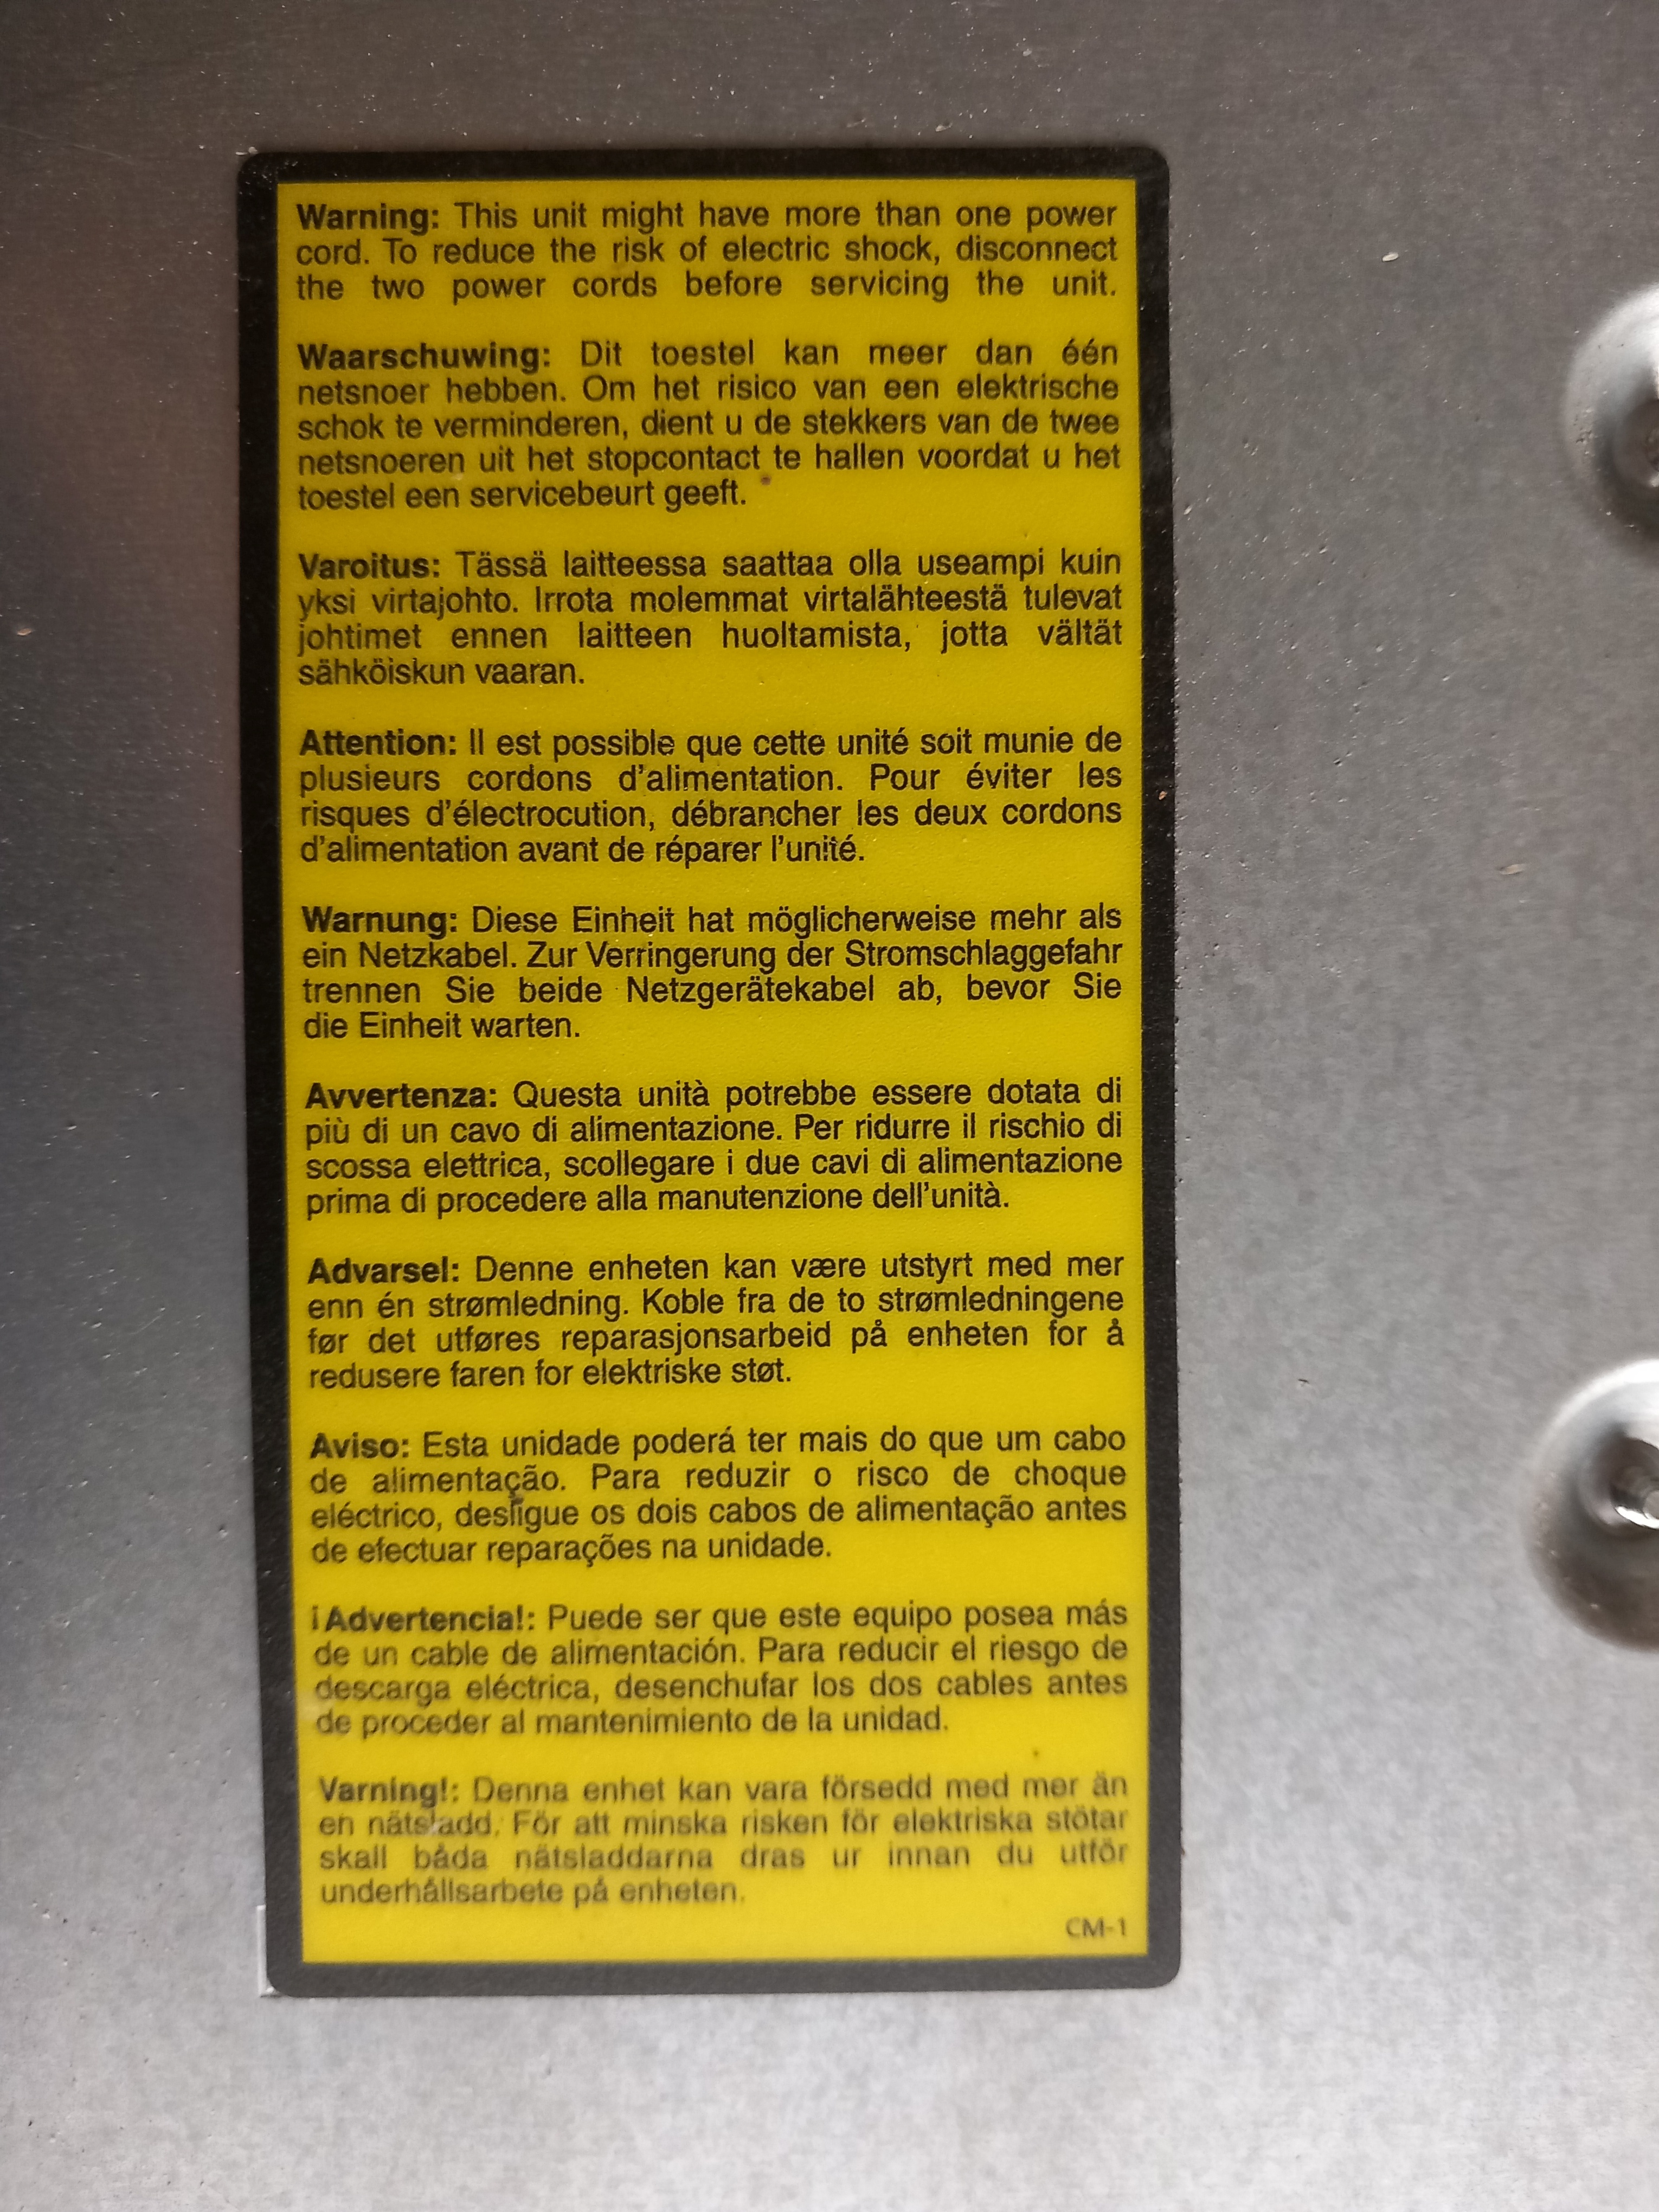 Warning: This unit might have more than one power
cord. To reduce the risk of electric shock, disconnect
the two power cords before servicing the unit.
Waarschuwing: Dit toestel kan meer dan één
netsnoer hebben. Om het risico van een elektrische
schok te verminderen, dient u de stekkers van de twee
netsnoeren uit het stopcontact te hallen voordat u het
toestel een servicebeurt geeft.
Varoitus: Tässä laitteessa saattaa olla useampi kuin
yksi virtajohto. Irrota molemmat virtalähteestä tulevat
johtimet ennen laitteen huoltamista, jotta vältät
sähköiskun vaaran.
Attention: Il est possible que cette unité soit munie de
plusieurs cordons d'alimentation. Pour éviter les
risques d'électrocution, débrancher les deux cordons
d'alimentation avant de réparer l'unité.
Warnung: Diese Einheit hat möglicherweise mehr als
ein Netzkabel. Zur Verringerung der Stromschlaggefahr
trennen Sie beide Netzgerätekabel ab, bevor Sie
die Einheit warten.
Avvertenza: Questa unità potrebbe essere dotata di
più di un cavo di alimentazione. Per ridurre il rischio di
scossa elettrica, scollegare i due cavi di alimentazione
prima di procedere alla manutenzione dell'unità.
Advarsel: Denne enheten kan være utstyrt med mer
enn én strømledning. Koble fra de to strømledningene
før det utføres reparasjonsarbeid på enheten for å
redusere faren for elektriske støt.
Aviso: Esta unidade poderá ter mais do que um cabo
de alimentação. Para reduzir o risco de choque
eléctrico, desligue os dois cabos de alimentação antes
de efectuar reparações na unidade.
¡Advertencia!: Puede ser que este equipo posea más
de un cable de alimentación. Para reducir el riesgo de
descarga eléctrica, desenchufar los dos cables antes
de proceder al mantenimiento de la unidad.
Varning!: Denna enhet kan vara försedd med mer än
en nätsladd. För att minska risken för elektriska stötar
skall båda nätsladdarna dras ur innan du utför
underhållsarbete på enheten.
CM-1